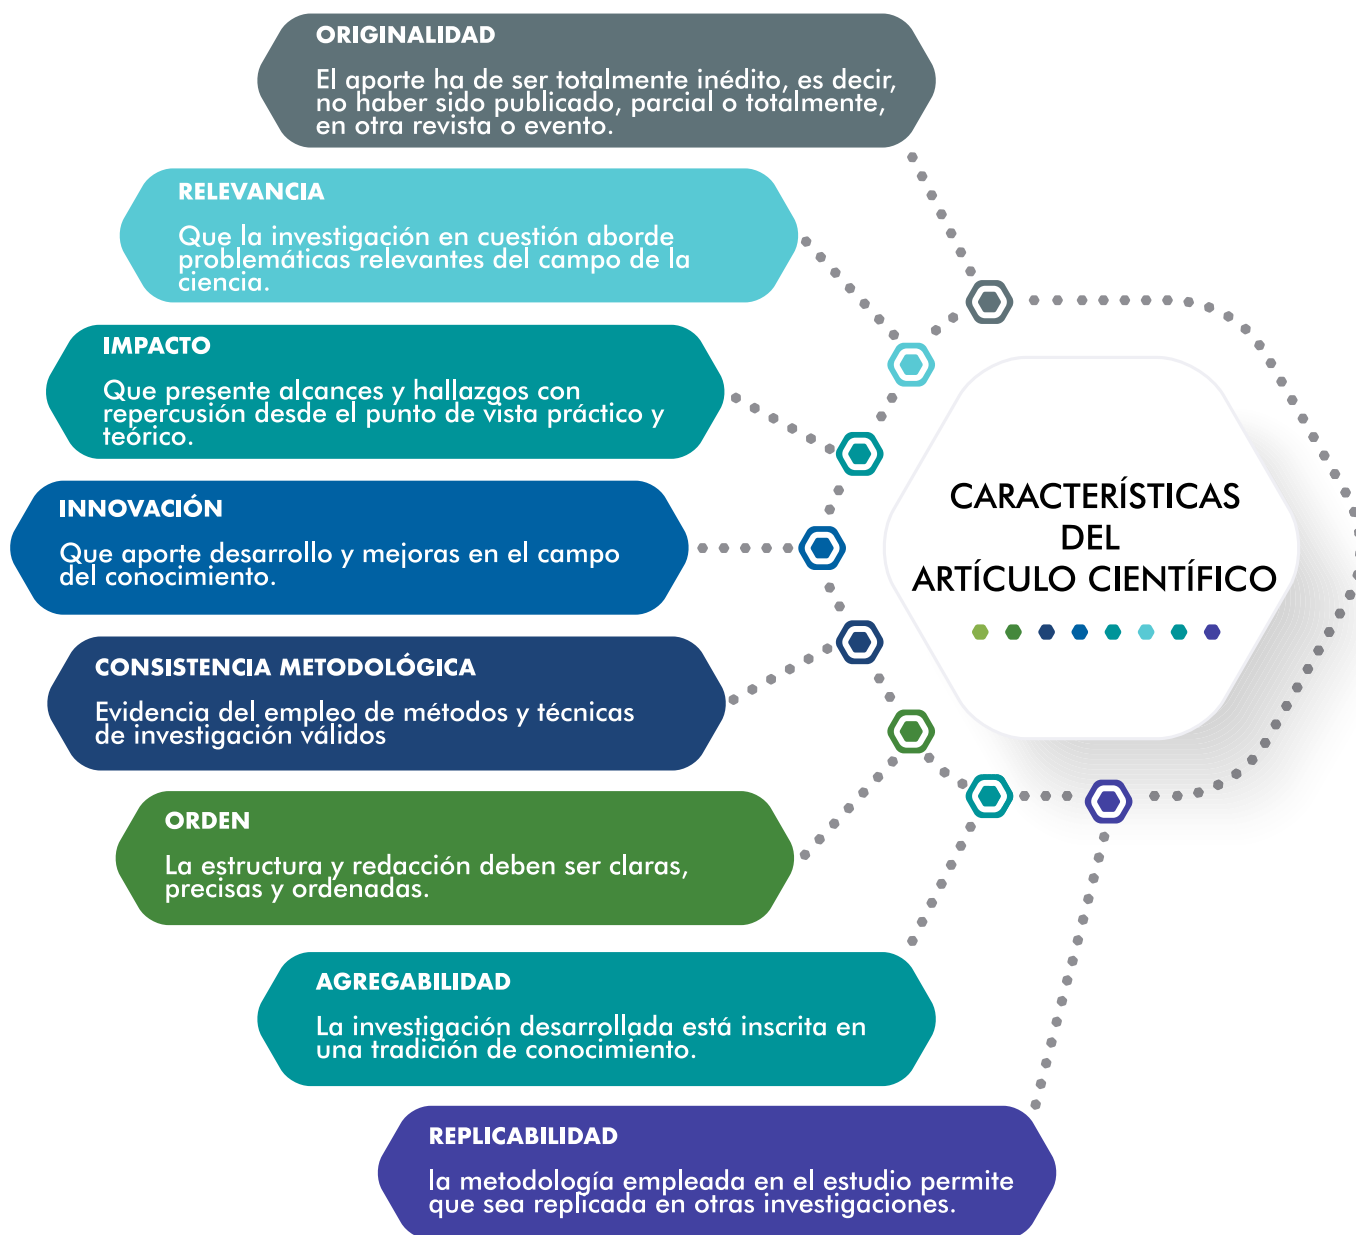 ORIGINALIDAD
El aporte ha de ser totalmente inédito, es decir,
no haber sido publicado, parcial o totalmente,
en otra revista o evento.
RELEVANCIA
Que la investigación en cuestión aborde
problemáticas relevantes del campo de la
ciencia.
IMPACTO
Que presente alcances y hallazgos con
repercusión desde el punto de vista práctico y
teórico.
INNOVACIÓN
Que aporte desarrollo y mejoras en el campo
del conocimiento.
CONSISTENCIA METODOLÓGICA
Evidencia del empleo de métodos y técnicas
de investigación válidos
ORDEN
La estructura y redacción deben ser claras,
precisas y ordenadas.
AGREGABILIDAD
La investigación desarrollada está inscrita en
una tradición de conocimiento.
REPLICABILIDAD
la metodología empleada en el estudio permite
que sea replicada en otras investigaciones.
CARACTERÍSTICAS
DEL
ARTÍCULO CIENTÍFICO